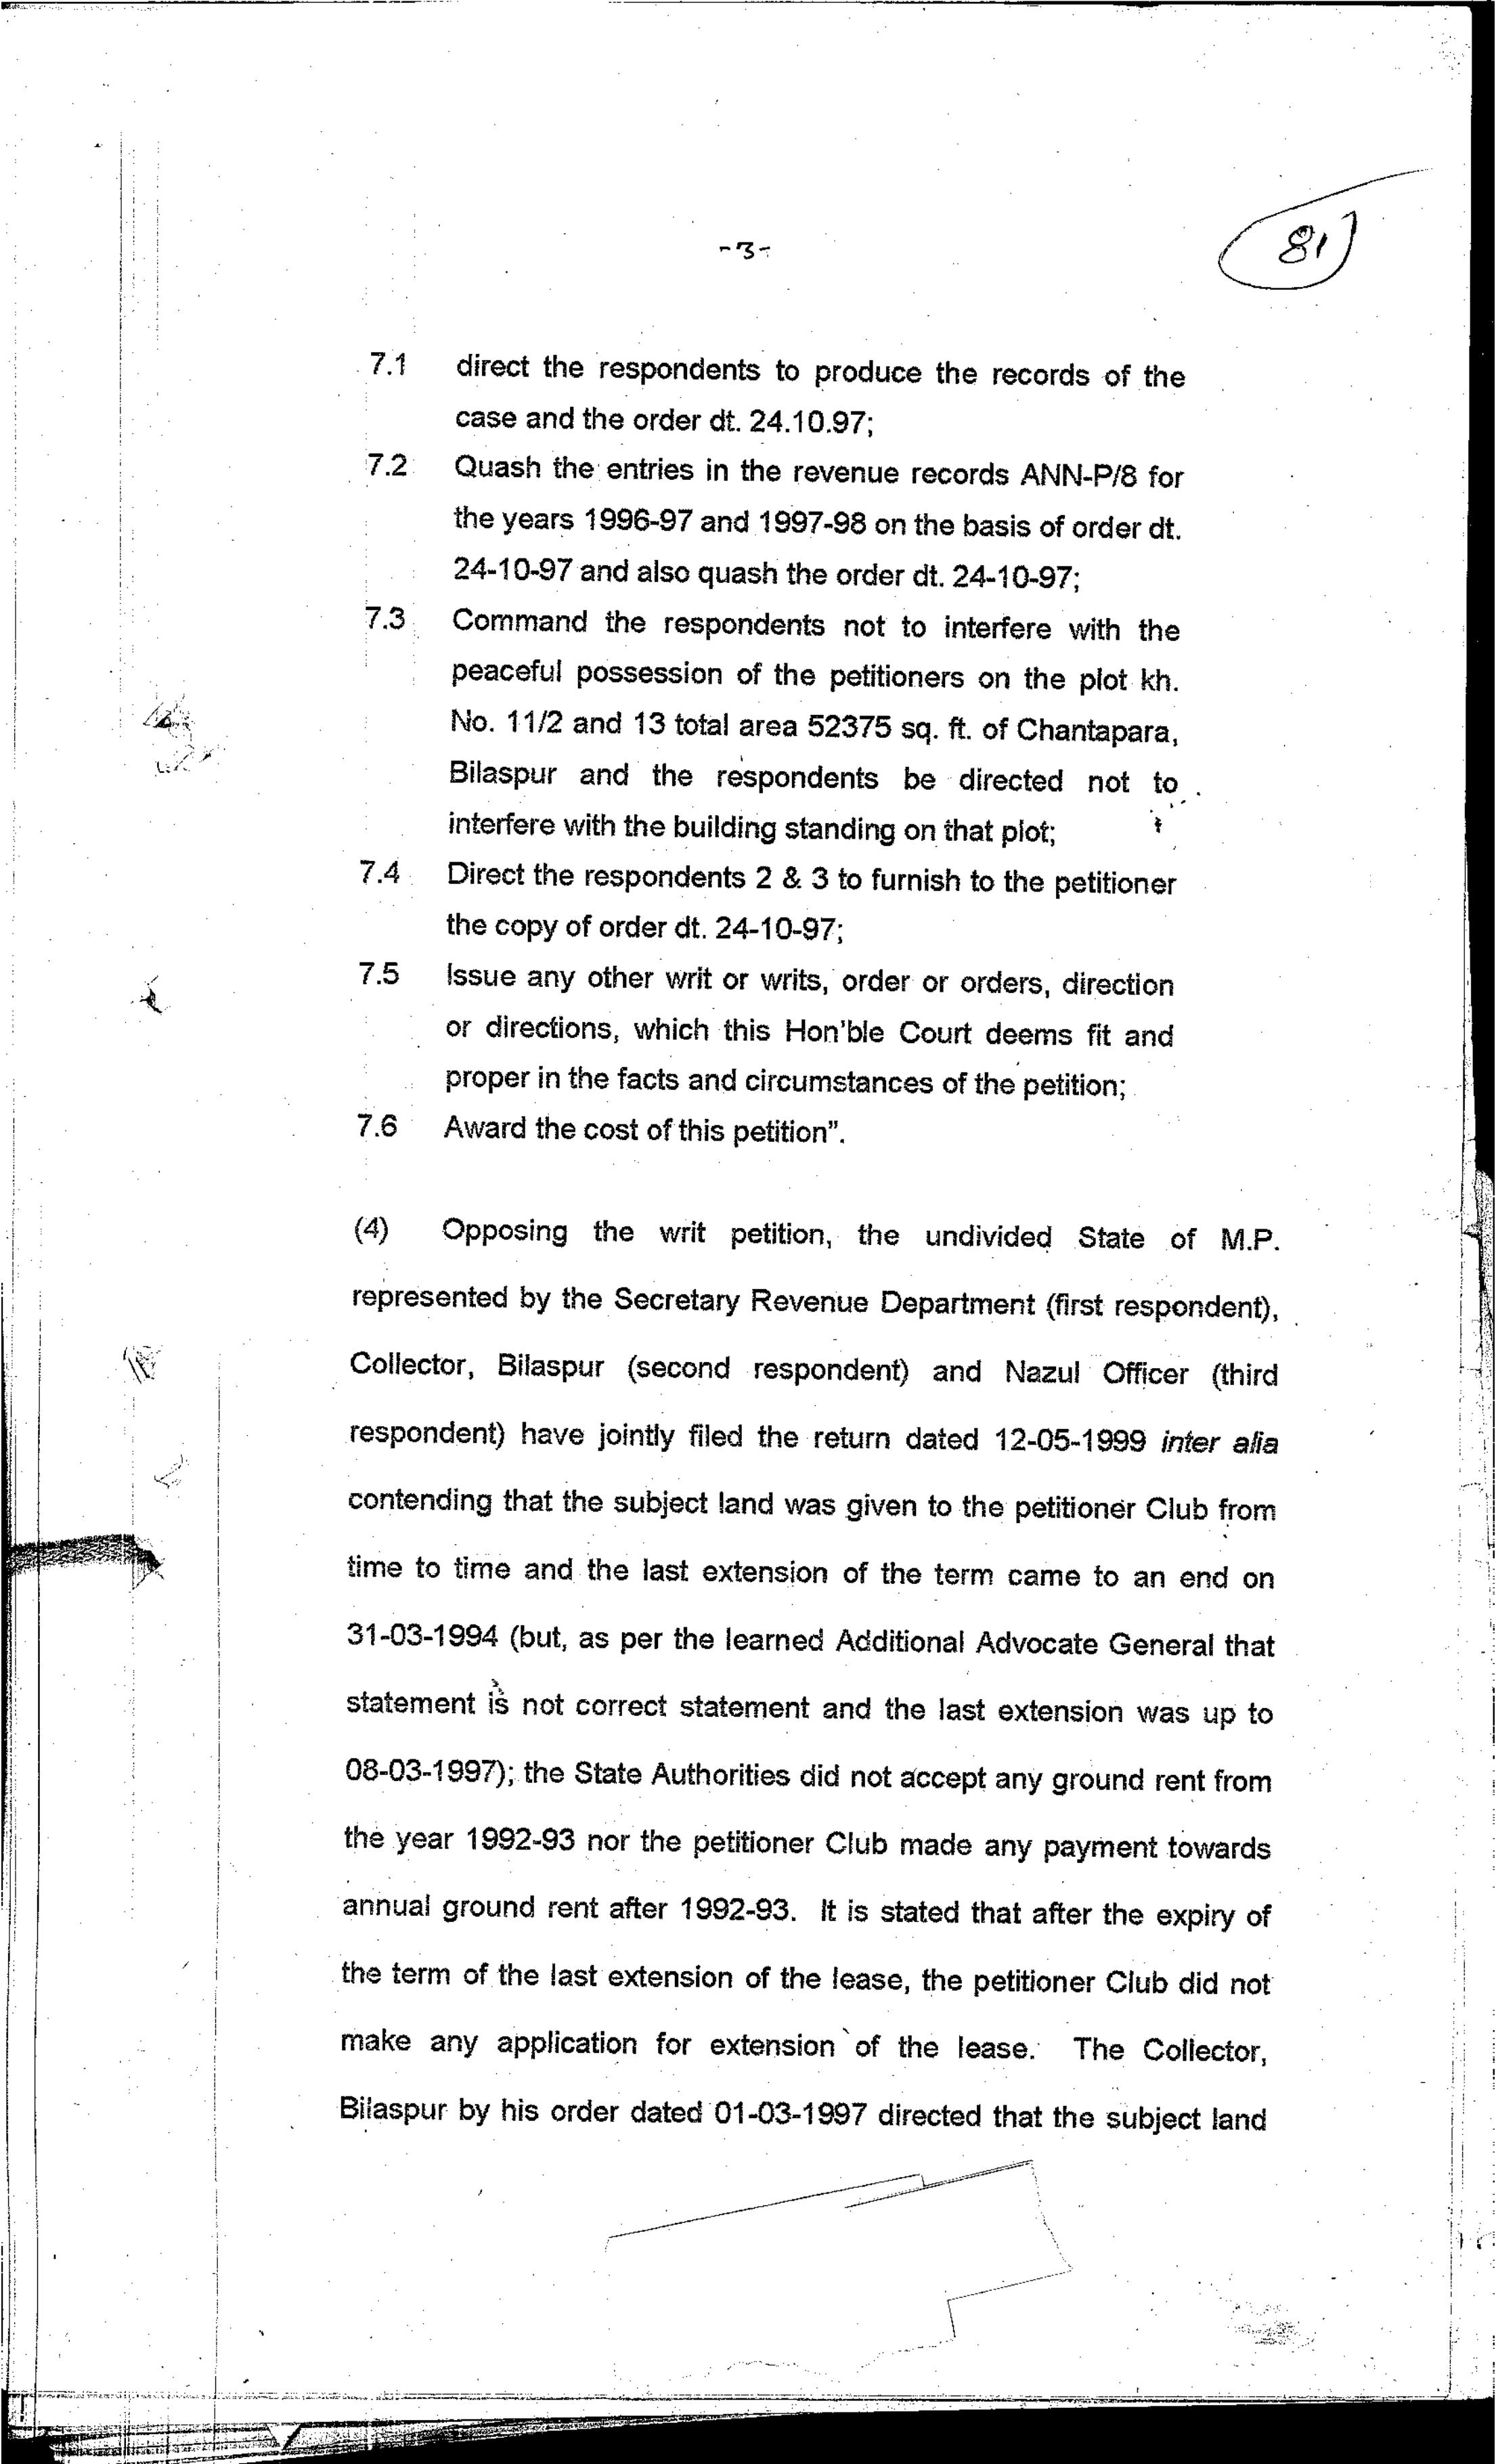 -3-
81
7.1 direct the respondents to produce the records of the
case and the order dt. 24.10.97;
7.2 Quash the entries in the revenue records ANN-P/8 for
the years 1996-97 and 1997-98 on the basis of order dt.
24-10-97 and also quash the order dt. 24-10-97;
7.3 Command the respondents not to interfere with the
peaceful possession of the petitioners on the plot kh.
No. 11/2 and 13 total area 52375 sq. ft. of Chantapara,
Bilaspur and the respondents be directed not to
interfere with the building standing on that plot;
7.4 Direct the respondents 2 & 3 to furnish to the petitioner
the copy of order dt. 24-10-97;
7.5 Issue any other writ or writs, order or orders, direction
or directions, which this Hon'ble Court deems fit and
proper in the facts and circumstances of the petition;
7.6 Award the cost of this petition”.
(4) Opposing the writ petition, the undivided State of M.P.
represented by the Secretary Revenue Department (first respondent),
Collector, Bilaspur (second respondent) and Nazul Officer (third
respondent) have jointly filed the return dated 12-05-1999 inter alia
contending that the subject land was given to the petitioner Club from
time to time and the last extension of the term came to an end on
31-03-1994 (but, as per the learned Additional Advocate General that
statement is not correct statement and the last extension was up to
08-03-1997); the State Authorities did not accept any ground rent from
the year 1992-93 nor the petitioner Club made any payment towards
annual ground rent after 1992-93. It is stated that after the expiry of
the term of the last extension of the lease, the petitioner Club did not
make any application for extension of the lease. The Collector,
Bilaspur by his order dated 01-03-1997 directed that the subject land